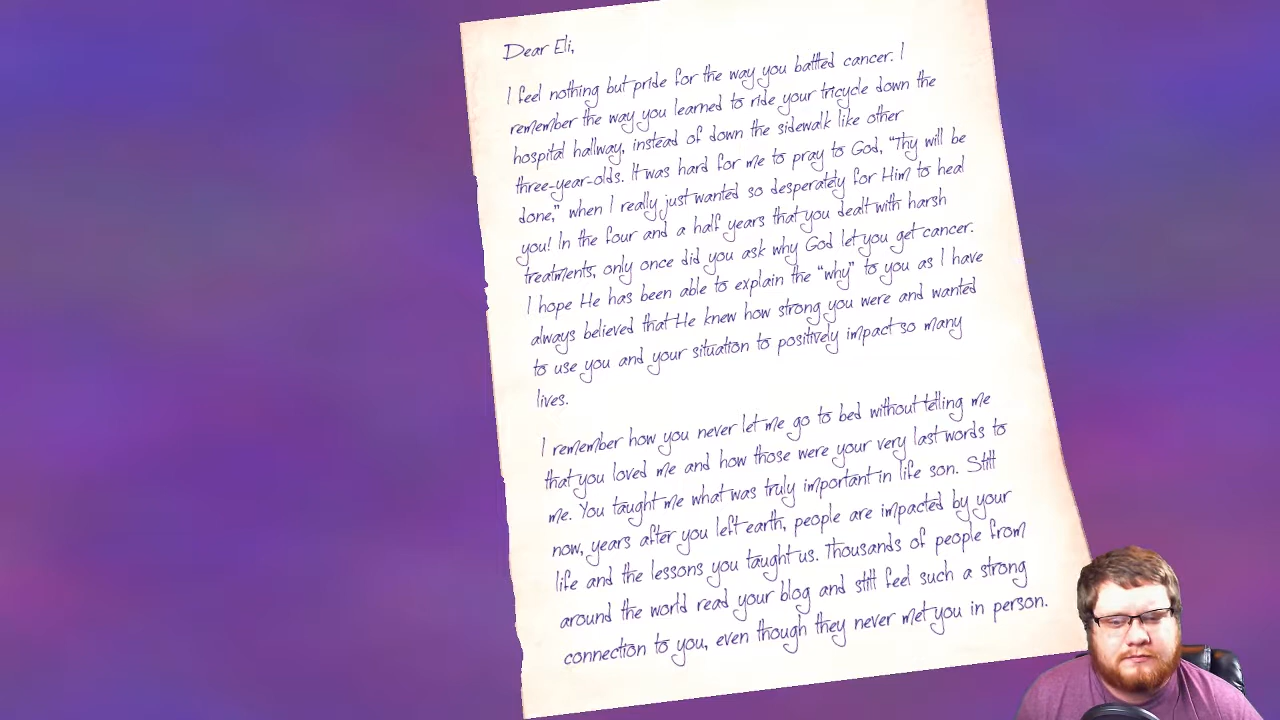 Dear Eli,
I feel nothing but pride for the way you battled cancer. I
remember the way you learned to ride your tricycle down the
hospital hallway, instead of down the sidewalk like other
three-year-olds. It was hard for me to pray to God, "Thy will be
done," when I really just wanted so desperately for Him to heal
you! In the four and a half years that you dealt with harsh
treatments, only once did you ask why God let you get cancer.
I hope He has been able to explain the "why" to you as I have
always believed that He knew how strong you were and wanted
to use you and your situation to positively impact so many
lives.
I remember how you never let me go to bed without telling me
that you loved me and how those were your very last words to
me. You taught me what was truly important in life son. Still
now, years after you left earth, people are impacted by your
life and the lessons you taught us. Thousands of people from
around the world read your blog and still feel such a strong
connection to you, even though they never met you in person.